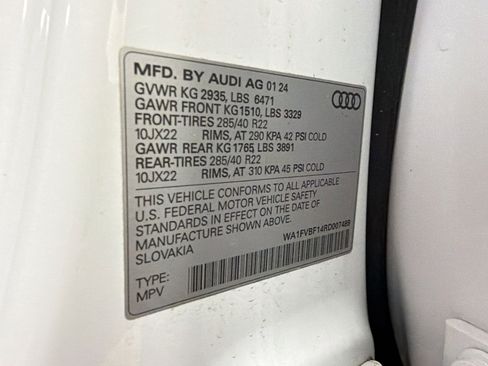 MFD. BY AUDI AG 01 24
GVWR KG 2935, LBS 6471
GAWR FRONT KG1510, LBS 3329
FRONT-TIRES 285/40 R22
10JX22 RIMS, AT 290 KPA 42 PSI COLD
GAWR REAR KG 1765, LBS 3891
REAR-TIRES 285/40 R22
10JX22 RIMS, AT 310 KPA 45 PSI COLD
THIS VEHICLE CONFORMS TO ALL APPLICABLE
U.S. FEDERAL MOTOR VEHICLE SAFETY
STANDARDS IN EFFECT ON THE DATE OF
MANUFACTURE SHOWN ABOVE.
SLOVAKIA
WA1FVBF14RD007488
TYPE:
MPV